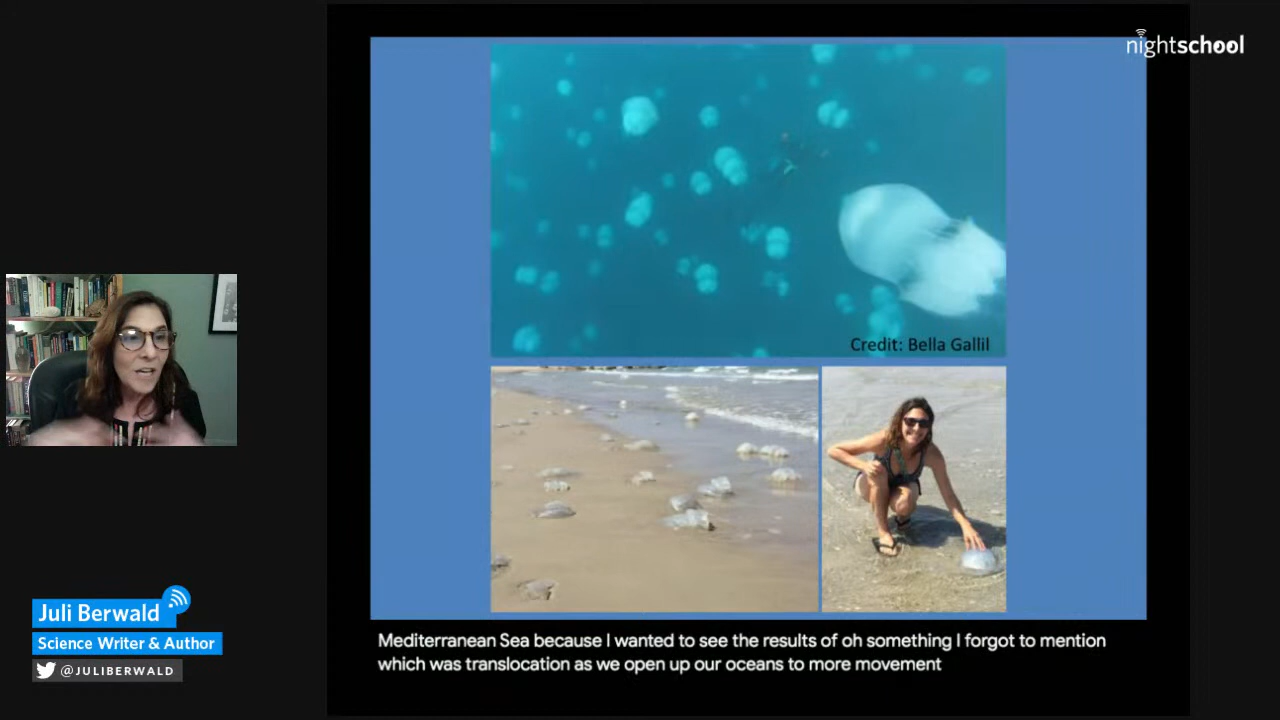 nightschool
Credit: Bella Gallil
Juli Berwald
Science Writer & Author
@JULIBERWALD
Mediterranean Sea because I wanted to see the results of oh something I forgot to mention
which was translocation as we open up our oceans to more movement